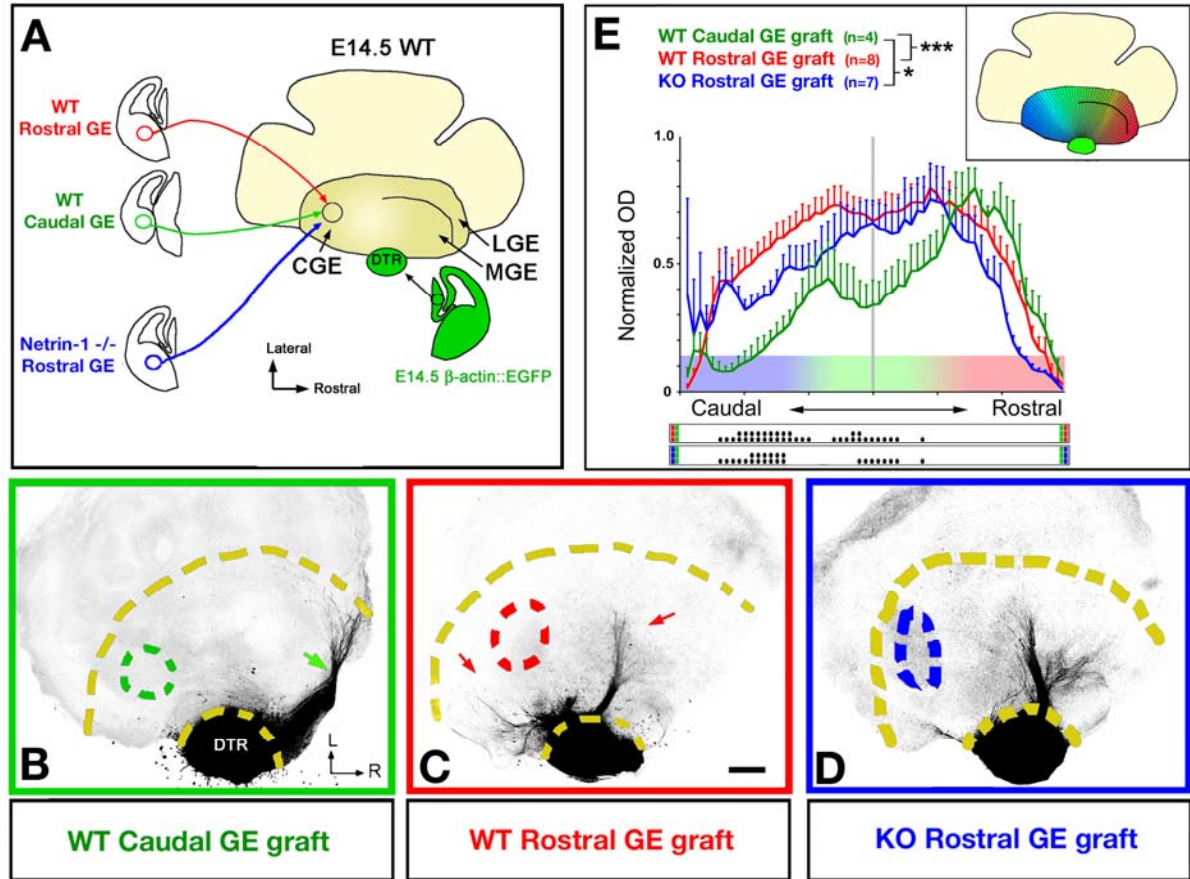 A
E14.5 WT
WT
Rostral GE
WT
Caudal GE
Netrin-1 -/-
Rostral GE
CGE
DTR
LGE
MGE
Lateral
Rostral
E14.5 β-actin::EGFP
E
WT Caudal GE graft (n=4)
WT Rostral GE graft (n=8)
KO Rostral GE graft (n=7)
***
*
Normalized OD
1.0
0.5
0
Caudal
Rostral
B
DTR
L
R
C
D
WT Caudal GE graft
WT Rostral GE graft
KO Rostral GE graft